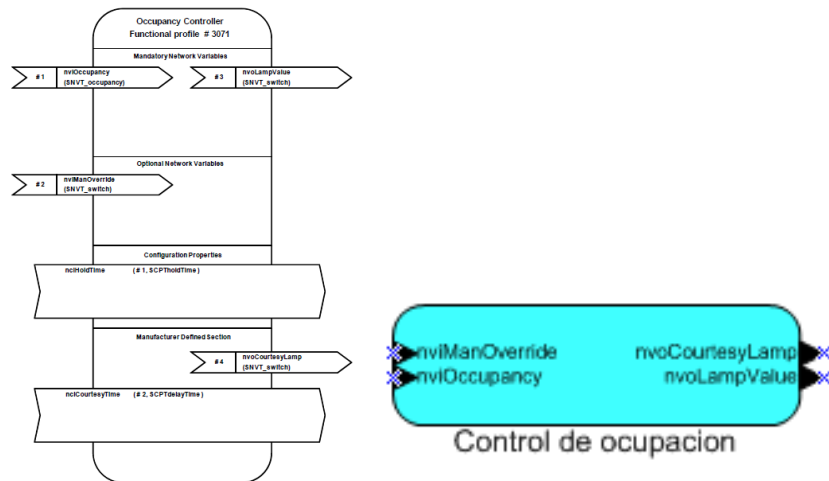 Occupancy Controller
Functional profile # 3071
Mandatory Network Variables
# 1
nviOccupancy
(SNVT_occupancy)
# 3
nvoLampValue
(SNVT_switch)
Optional Network Variables
# 2
nviManOverride
(SNVT_switch)
Configuration Properties
nciHoldTime (# 1, SCPTholdTime)
Manufacturer Defined Section
# 4
nvoCourtesyLamp
(SNVT_switch)
nciCourtesyTime (# 2, SCPTdelayTime)
nviManOverride
nvoCourtesyLamp
nviOccupancy
nvoLampValue
Control de ocupacion